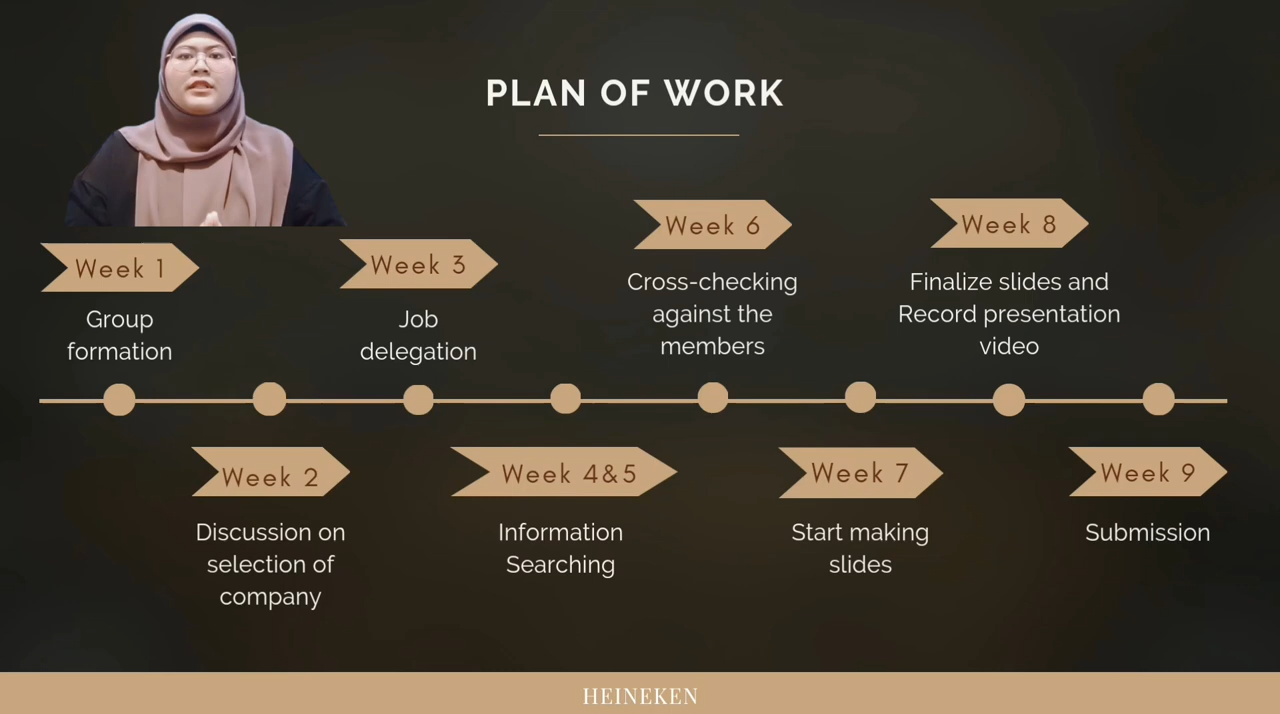 PLAN OF WORK
Week 1
Group
formation
Week 2
Discussion on
selection of
company
Week 3
Job
delegation
Week 4&5
Information
Searching
Week 6
Cross-checking
against the
members
Week 7
Start making
slides
Week 8
Finalize slides and
Record presentation
video
Week 9
Submission
HEINEKEN